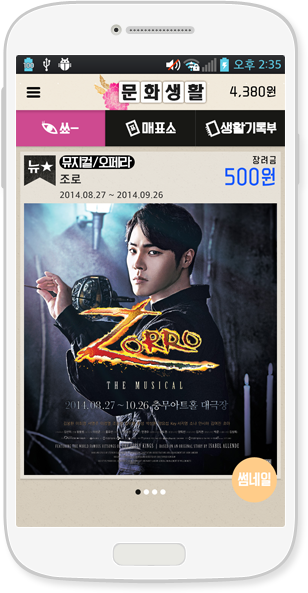 오후 2:35
문화생활
4,380원
쓰-
매표소
생활기록부
뉴★
뮤지컬/오페라
장려금
조로
500원
2014.08.27 ~ 2014.09.26
ZORRO
THE MUSICAL
2014.08.27 ~ 10.26 충무아트홀 대극장
썸네일